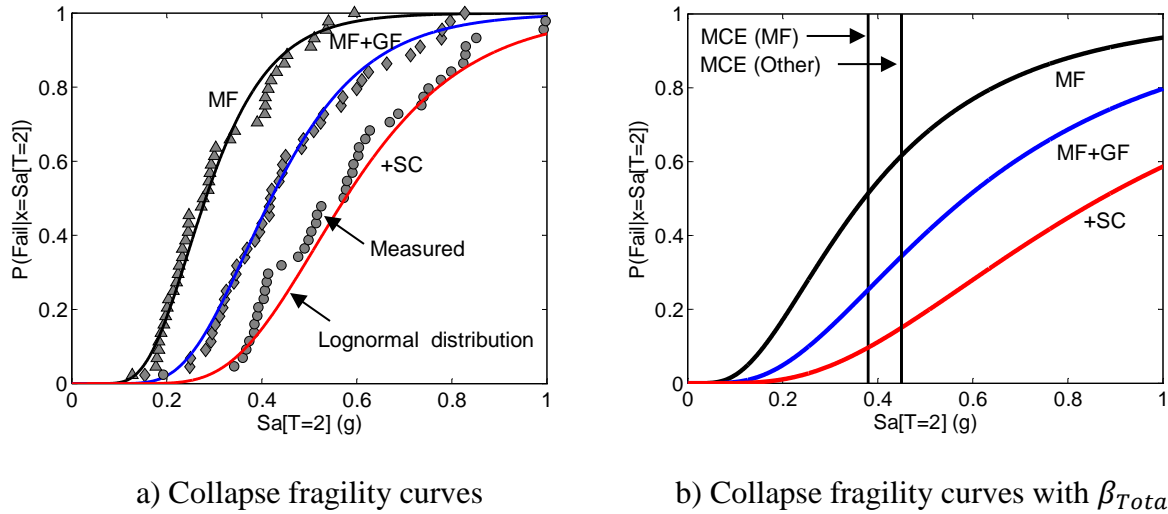 P(Fail|x=Sa[T=2])
1
0.8
0.6
0.4
0.2
0
0
0.2
0.4
0.6
0.8
1
Sa[T=2] (g)
MF
MF+GF
+SC
Measured
Lognormal distribution
a) Collapse fragility curves
P(Fail|x=Sa[T=2])
1
0.8
0.6
0.4
0.2
0
0
0.2
0.4
0.6
0.8
1
Sa[T=2] (g)
MCE (MF)
MCE (Other)
MF
MF+GF
+SC
b) Collapse fragility curves with β_Tota